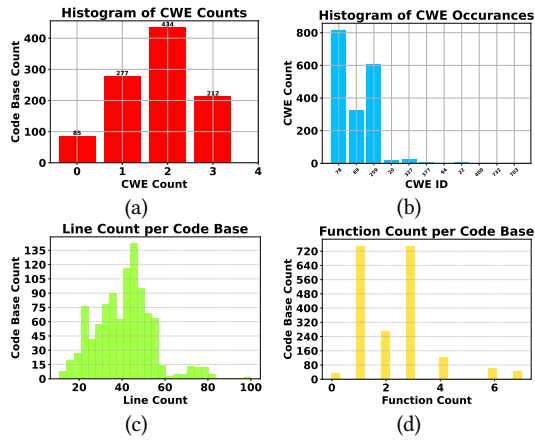 Histogram of CWE Counts
Code Base Count
400
300
200
100
0
85
277
434
212
0 1 2 3 4
CWE Count
(a)
Histogram of CWE Occurances
CWE Count
800
600
400
200
0
78 89 259 20 327 377 94 22 400 732 703
CWE ID
(b)
Line Count per Code Base
Code Base Count
135
120
105
90
75
60
45
30
15
0
20 40 60 80 100
Line Count
(c)
Function Count per Code Base
Code Base Count
720
640
560
480
400
320
240
160
80
0
0 2 4 6
Function Count
(d)